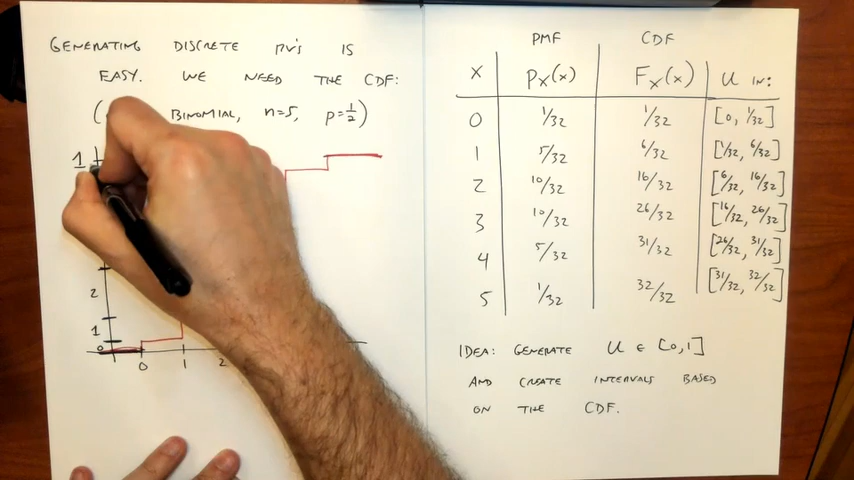 GENERATING DISCRETE RV'S IS
EASY. WE NEED THE CDF:
( BINOMIAL, n=5, p=1/2)
1
2
1
0
0 1 2
PMF CDF
X p_X(x) F_X(x) U IN:
0 1/32 1/32 [0, 1/32]
1 5/32 6/32 [1/32, 6/32]
2 10/32 16/32 [6/32, 16/32]
3 10/32 26/32 [16/32, 26/32]
4 5/32 31/32 [26/32, 31/32]
5 1/32 32/32 [31/32, 32/32]
IDEA: GENERATE U ∈ [0,1]
AND CREATE INTERVALS BASED
ON THE CDF.